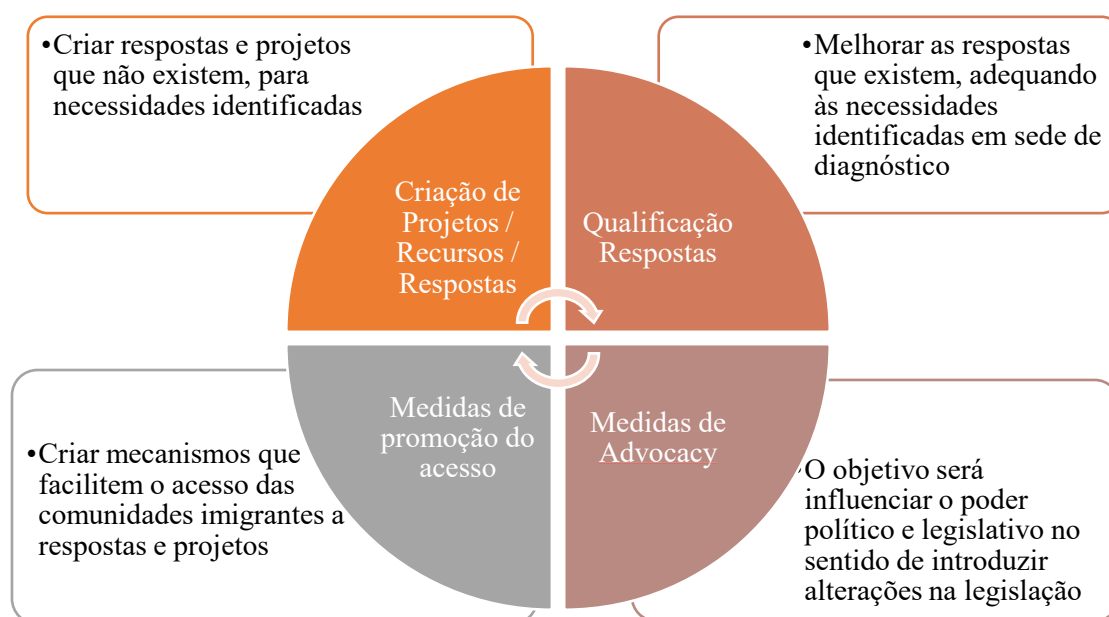 •Criar respostas e projetos
que não existem, para
necessidades identificadas
•Melhorar as respostas
que existem, adequando
às necessidades
identificadas em sede de
diagnóstico
Criação de
Projetos /
Recursos /
Respostas
Qualificação
Respostas
Medidas de
promoção do
acesso
Medidas de
Advocacy
•Criar mecanismos que
facilitem o acesso das
comunidades imigrantes a
respostas e projetos
•O objetivo será
influenciar o poder
político e legislativo no
sentido de introduzir
alterações na legislação